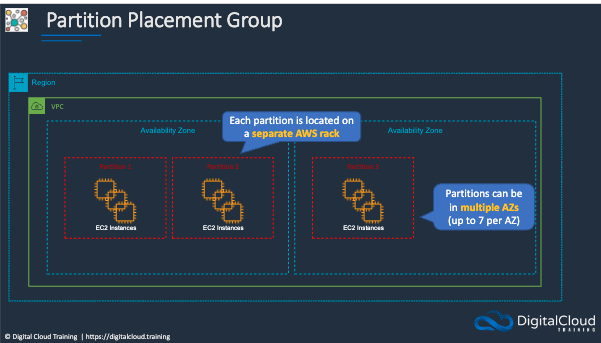 Partition Placement Group
Region
VPC
Each partition is located on
a separate AWS rack
Availability Zone
Availability Zone
Partition 1
Partition 2
EC2 Instances
EC2 Instances
EC2 Instances
Partitions can be
in multiple AZs
(up to 7 per AZ)
DigitalCloud
TRAINING
© Digital Cloud Training | https://digitalcloud.training